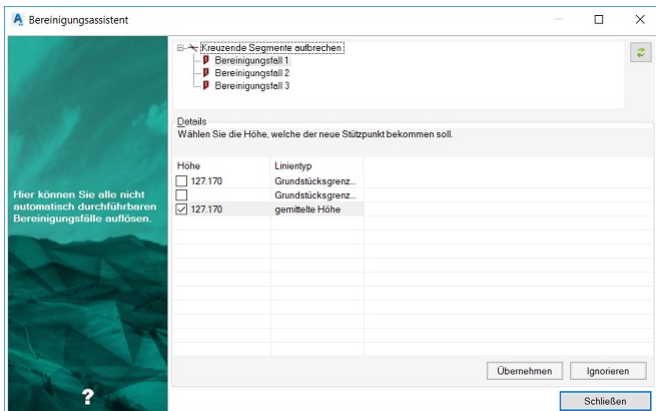 Bereinigungsassistent
Kreuzende Segmente aufbrechen
Bereinigungsfall 1
Bereinigungsfall 2
Bereinigungsfall 3
Details
Wählen Sie die Höhe, welche der neue Stützpunkt bekommen soll.
Höhe Linientyp
127.170 Grundstücksgrenz...
Grundstücksgrenz...
127.170 gemittelte Höhe
Hier können Sie alle nicht
automatisch durchführbaren
Bereinigungsfälle auflösen.
Übernehmen Ignorieren
?
Schließen